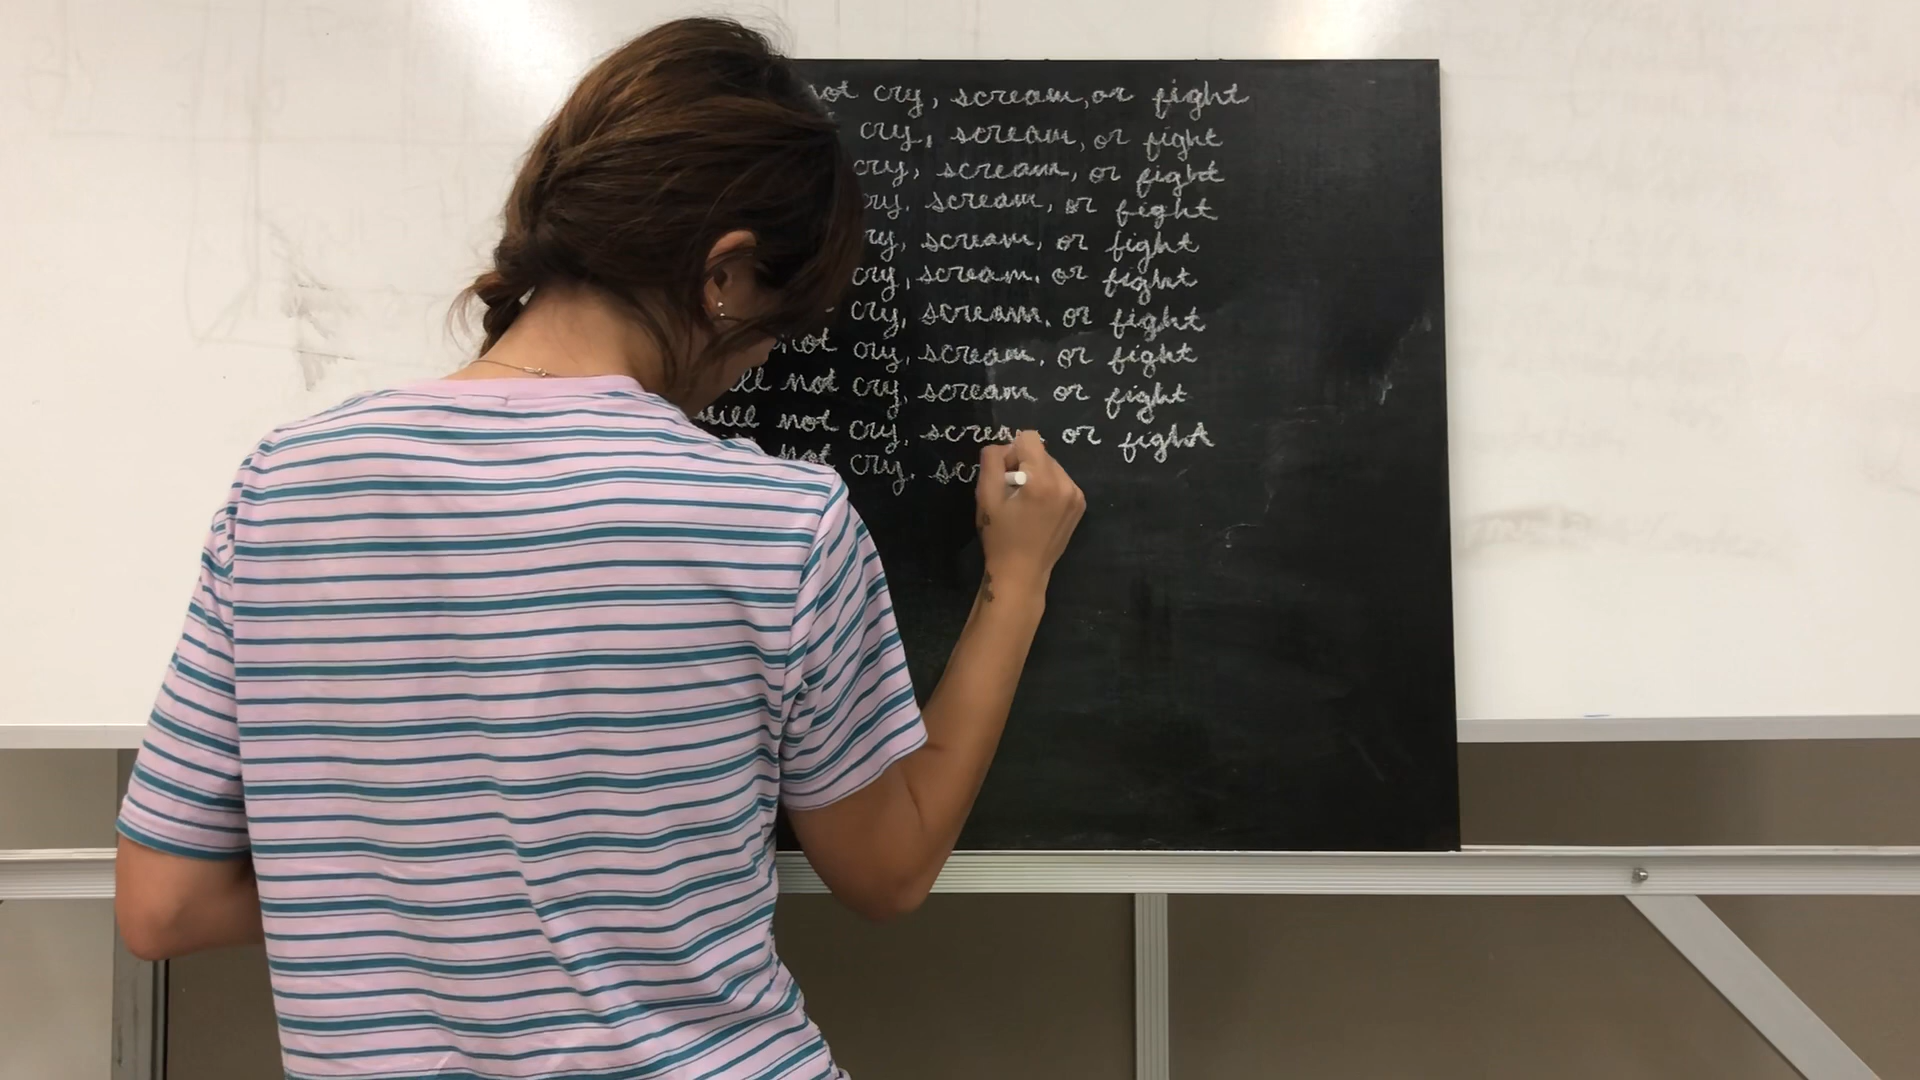 not cry, scream, or fight
cry, scream, or fight
cry, scream, or fight
cry, scream, or fight
cry, scream, or fight
cry, scream, or fight
cry, scream, or fight
not cry, scream, or fight
not cry, scream or fight
will not cry, scream or fight
not cry, scr